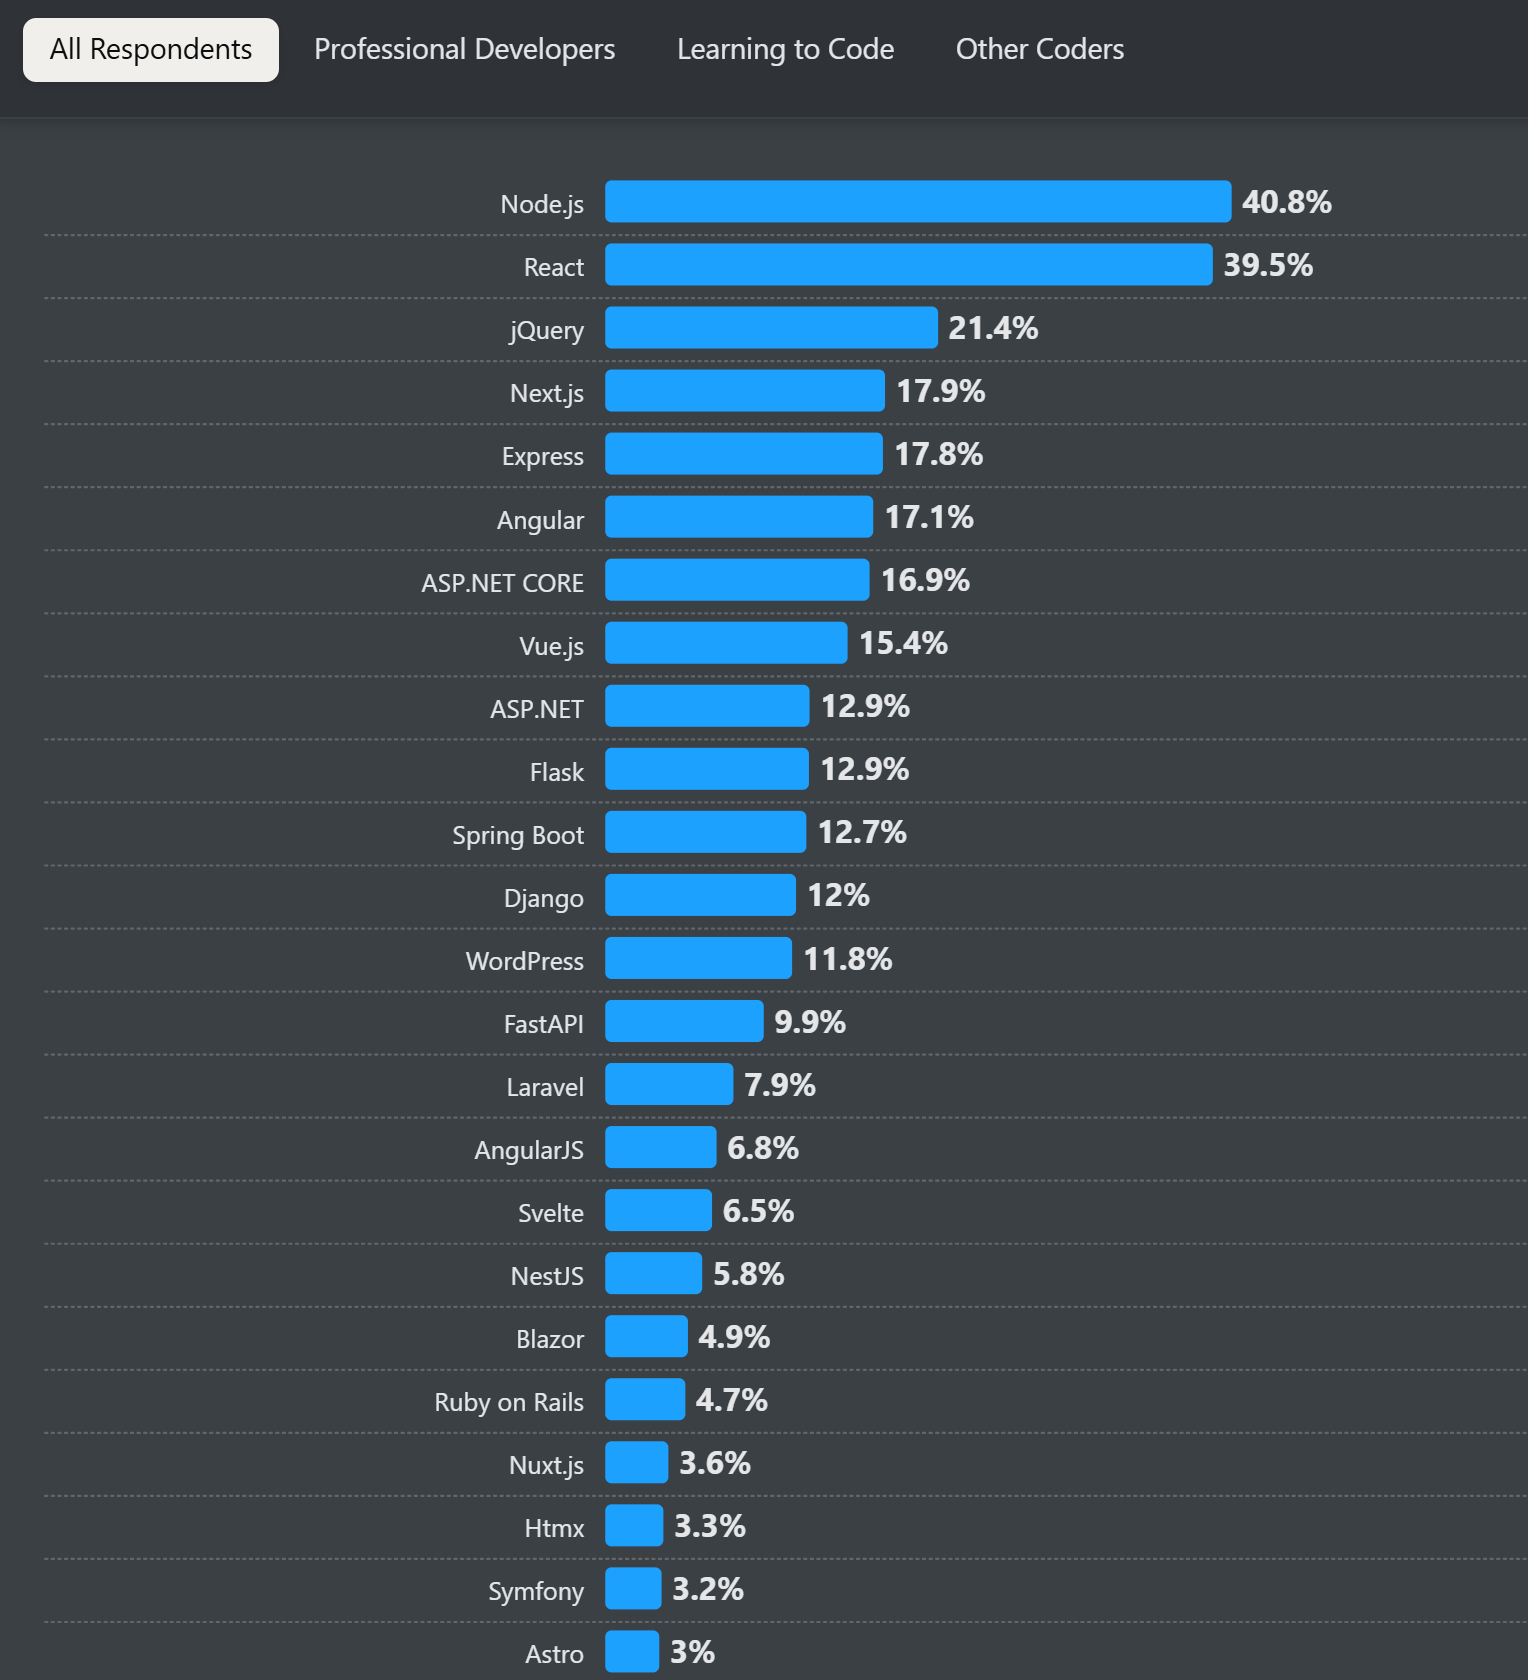 All Respondents Professional Developers Learning to Code Other Coders
Node.js 40.8%
React 39.5%
jQuery 21.4%
Next.js 17.9%
Express 17.8%
Angular 17.1%
ASP.NET CORE 16.9%
Vue.js 15.4%
ASP.NET 12.9%
Flask 12.9%
Spring Boot 12.7%
Django 12%
WordPress 11.8%
FastAPI 9.9%
Laravel 7.9%
AngularJS 6.8%
Svelte 6.5%
NestJS 5.8%
Blazor 4.9%
Ruby on Rails 4.7%
Nuxt.js 3.6%
Htmx 3.3%
Symfony 3.2%
Astro 3%